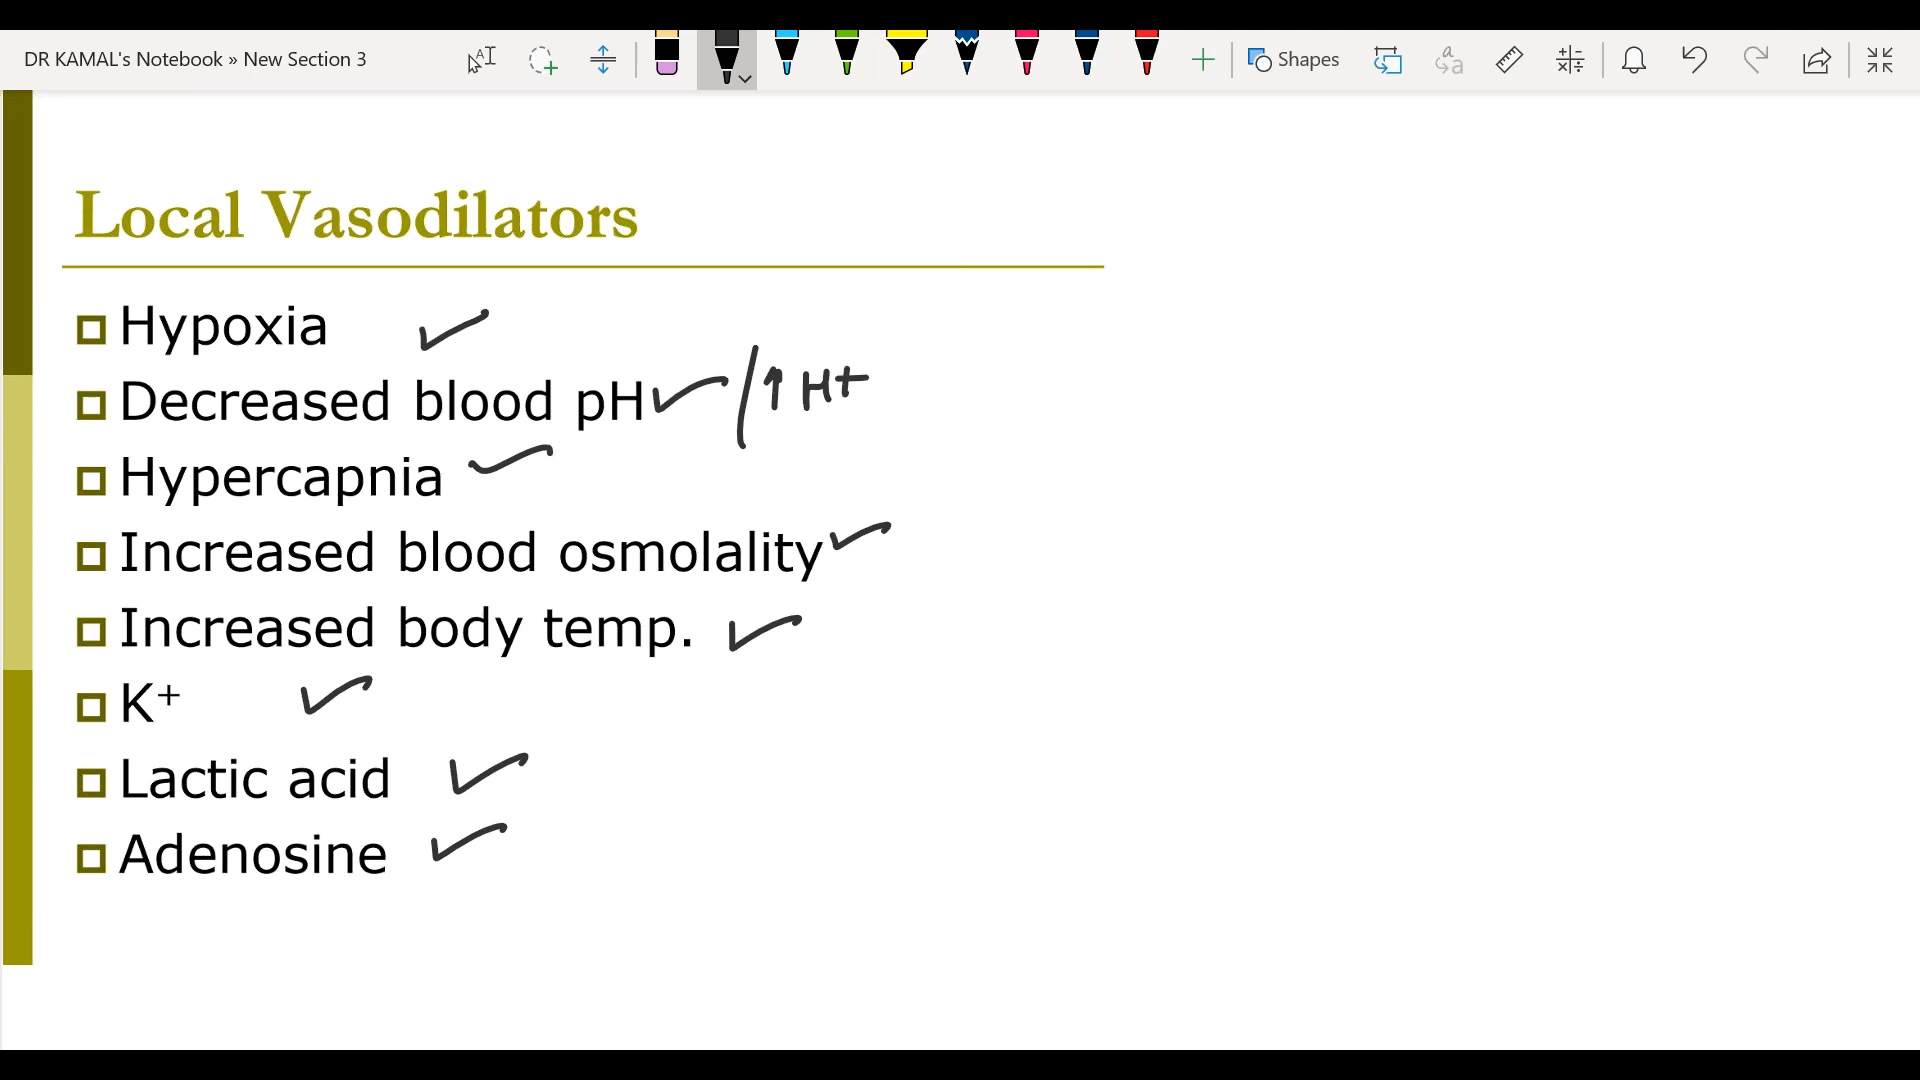 DR KAMAL's Notebook » New Section 3
Shapes
Local Vasodilators
Hypoxia
Decreased blood pH / ↑ H+
Hypercapnia
Increased blood osmolality
Increased body temp.
K⁺
Lactic acid
Adenosine